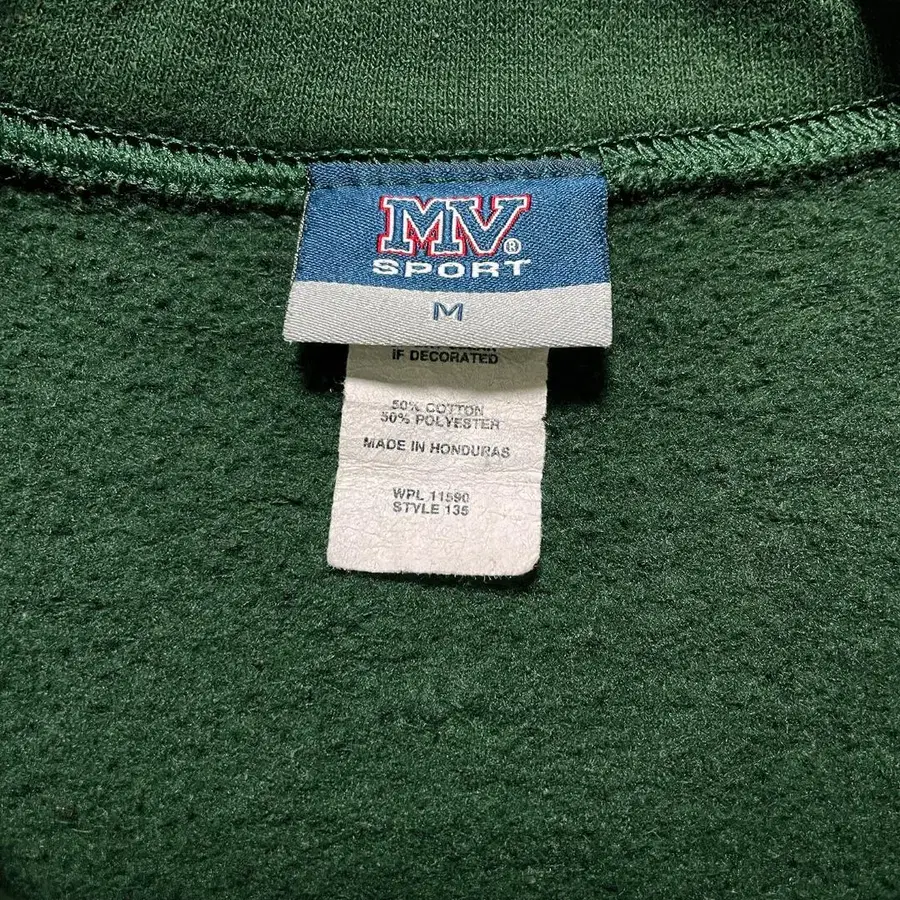 MV®
SPORT
M
IF DECORATED
50% COTTON
50% POLYESTER
MADE IN HONDURAS
WPL 11590
STYLE 135